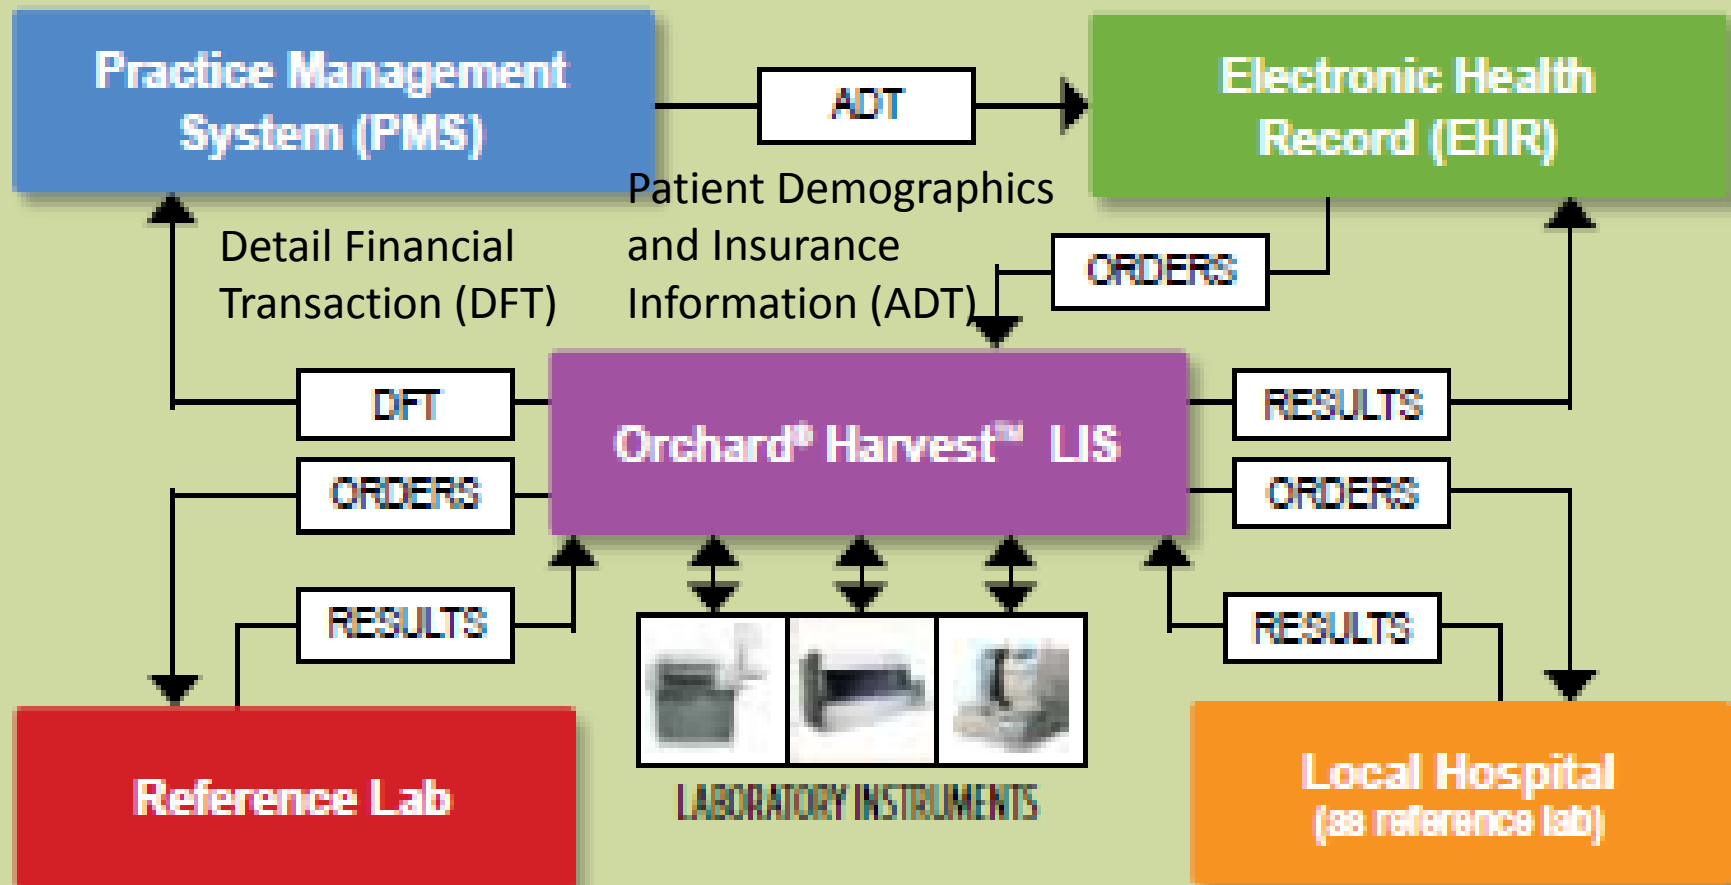 Practice Management
System (PMS)
ADT
Electronic Health
Record (EHR)
Detail Financial
Transaction (DFT)
Patient Demographics
and Insurance
Information (ADT)
ORDERS
DFT
Orchard® Harvest™ LIS
RESULTS
ORDERS
ORDERS
RESULTS
RESULTS
Reference Lab
LABORATORY INSTRUMENTS
Local Hospital
(as reference lab)